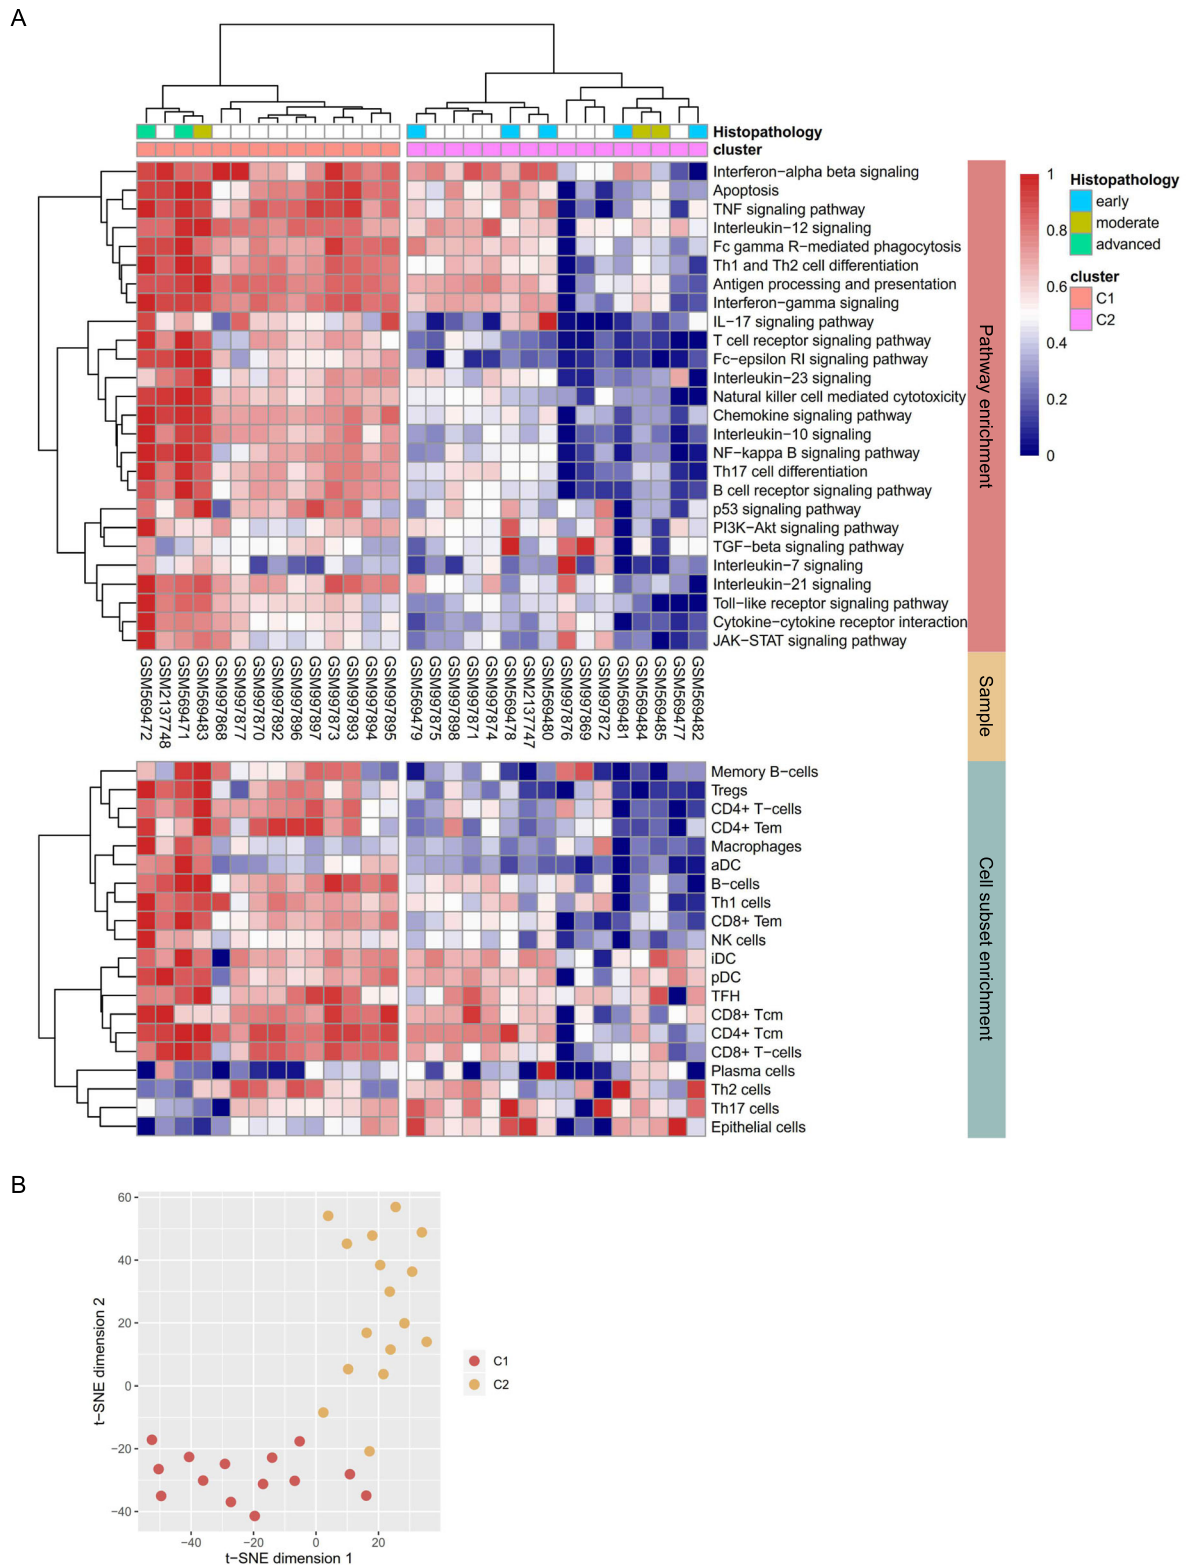 A
Histopathology
cluster
Interferon−alpha beta signaling
Apoptosis
TNF signaling pathway
Interleukin−12 signaling
Fc gamma R−mediated phagocytosis
Th1 and Th2 cell differentiation
Antigen processing and presentation
Interferon−gamma signaling
IL−17 signaling pathway
T cell receptor signaling pathway
Fc−epsilon RI signaling pathway
Interleukin−23 signaling
Natural killer cell mediated cytotoxicity
Chemokine signaling pathway
Interleukin−10 signaling
NF−kappa B signaling pathway
Th17 cell differentiation
B cell receptor signaling pathway
p53 signaling pathway
PI3K−Akt signaling pathway
TGF−beta signaling pathway
Interleukin−7 signaling
Interleukin−21 signaling
Toll−like receptor signaling pathway
Cytokine−cytokine receptor interaction
JAK−STAT signaling pathway
Pathway enrichment
1
0.8
0.6
0.4
0.2
0
Histopathology
early
moderate
advanced
cluster
C1
C2
GSM569472
GSM2137748
GSM569471
GSM569483
GSM997868
GSM997877
GSM997870
GSM997892
GSM997896
GSM997897
GSM997873
GSM997893
GSM997894
GSM997895
GSM569479
GSM997875
GSM997898
GSM997871
GSM997874
GSM569478
GSM2137747
GSM569480
GSM997876
GSM997869
GSM997872
GSM569481
GSM569484
GSM569485
GSM569477
GSM569482
Sample
Memory B−cells
Tregs
CD4+ T−cells
CD4+ Tem
Macrophages
aDC
B−cells
Th1 cells
CD8+ Tem
NK cells
iDC
pDC
TFH
CD8+ Tcm
CD4+ Tcm
CD8+ T−cells
Plasma cells
Th2 cells
Th17 cells
Epithelial cells
Cell subset enrichment
B
60
40
20
0
−20
−40
t−SNE dimension 2
−40
−20
0
20
t−SNE dimension 1
C1
C2